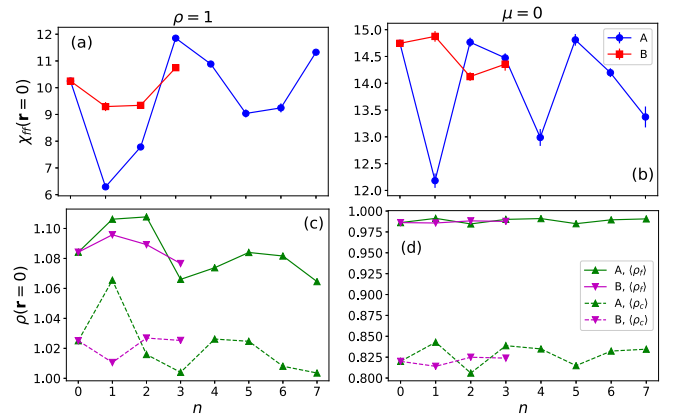 ρ = 1
μ = 0
(a)
12
11
10
9
8
7
6
χff(r = 0)
15.0
14.5
14.0
13.5
13.0
12.5
12.0
A
B
(b)
(c)
1.10
1.08
1.06
1.04
1.02
1.00
ρ(r = 0)
0 1 2 3 4 5 6 7
n
1.000
0.975
0.950
0.925
0.900
0.875
0.850
0.825
0.800
(d)
A, ⟨ρf⟩
B, ⟨ρf⟩
A, ⟨ρc⟩
B, ⟨ρc⟩
0 1 2 3 4 5 6 7
n